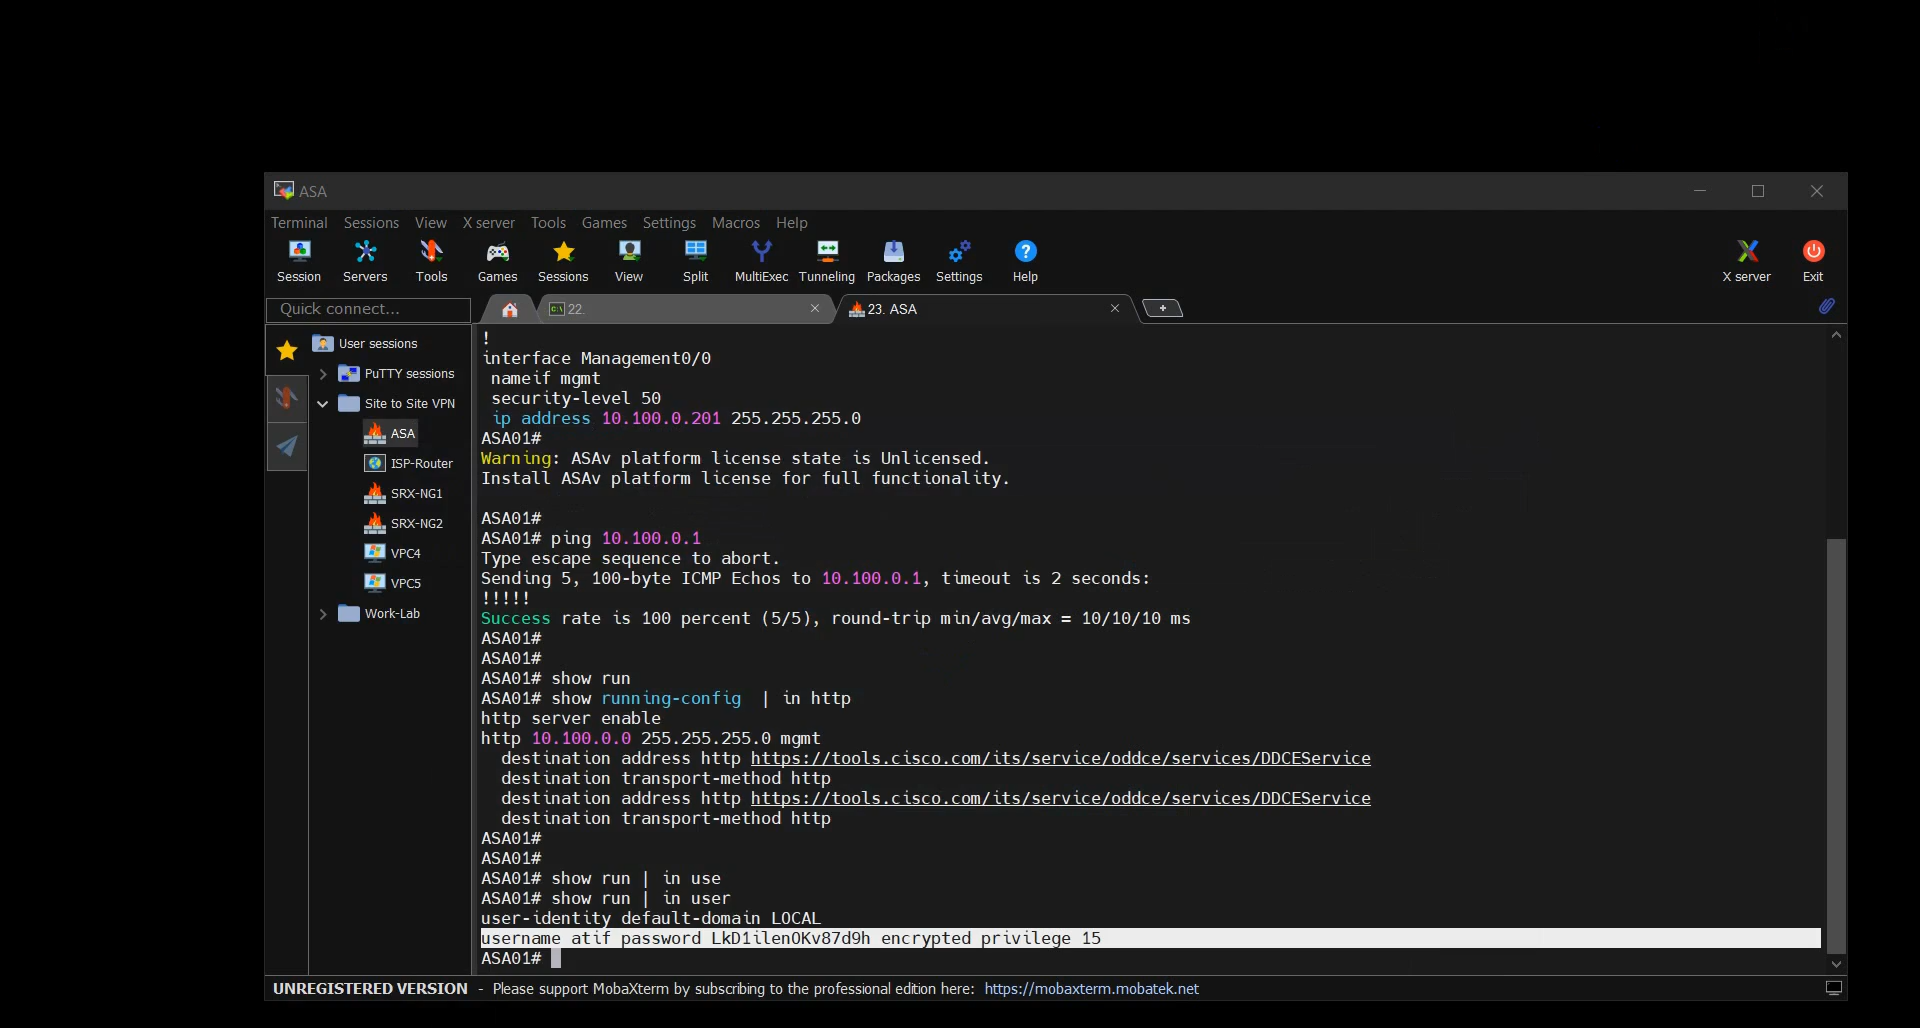 ASA
Terminal Sessions View X server Tools Games Settings Macros Help
Session Servers Tools Games Sessions View Split MultiExec Tunneling Packages Settings Help X server Exit
Quick connect...
22.
23. ASA
User sessions
PuTTY sessions
Site to Site VPN
ASA
ISP-Router
SRX-NG1
SRX-NG2
VPC4
VPC5
Work-Lab
!
interface Management0/0
nameif mgmt
security-level 50
ip address 10.100.0.201 255.255.255.0
ASA01#
Warning: ASAv platform license state is Unlicensed.
Install ASAv platform license for full functionality.
ASA01#
ASA01# ping 10.100.0.1
Type escape sequence to abort.
Sending 5, 100-byte ICMP Echos to 10.100.0.1, timeout is 2 seconds:
!!!!!
Success rate is 100 percent (5/5), round-trip min/avg/max = 10/10/10 ms
ASA01#
ASA01#
ASA01# show run
ASA01# show running-config | in http
http server enable
http 10.100.0.0 255.255.255.0 mgmt
destination address http https://tools.cisco.com/its/service/oddce/services/DDCEService
destination transport-method http
destination address http https://tools.cisco.com/its/service/oddce/services/DDCEService
destination transport-method http
ASA01#
ASA01#
ASA01# show run | in use
ASA01# show run | in user
user-identity default-domain LOCAL
username atif password LkD1ilenOKv87d9h encrypted privilege 15
ASA01#
UNREGISTERED VERSION - Please support MobaXterm by subscribing to the professional edition here: https://mobaxterm.mobatek.net